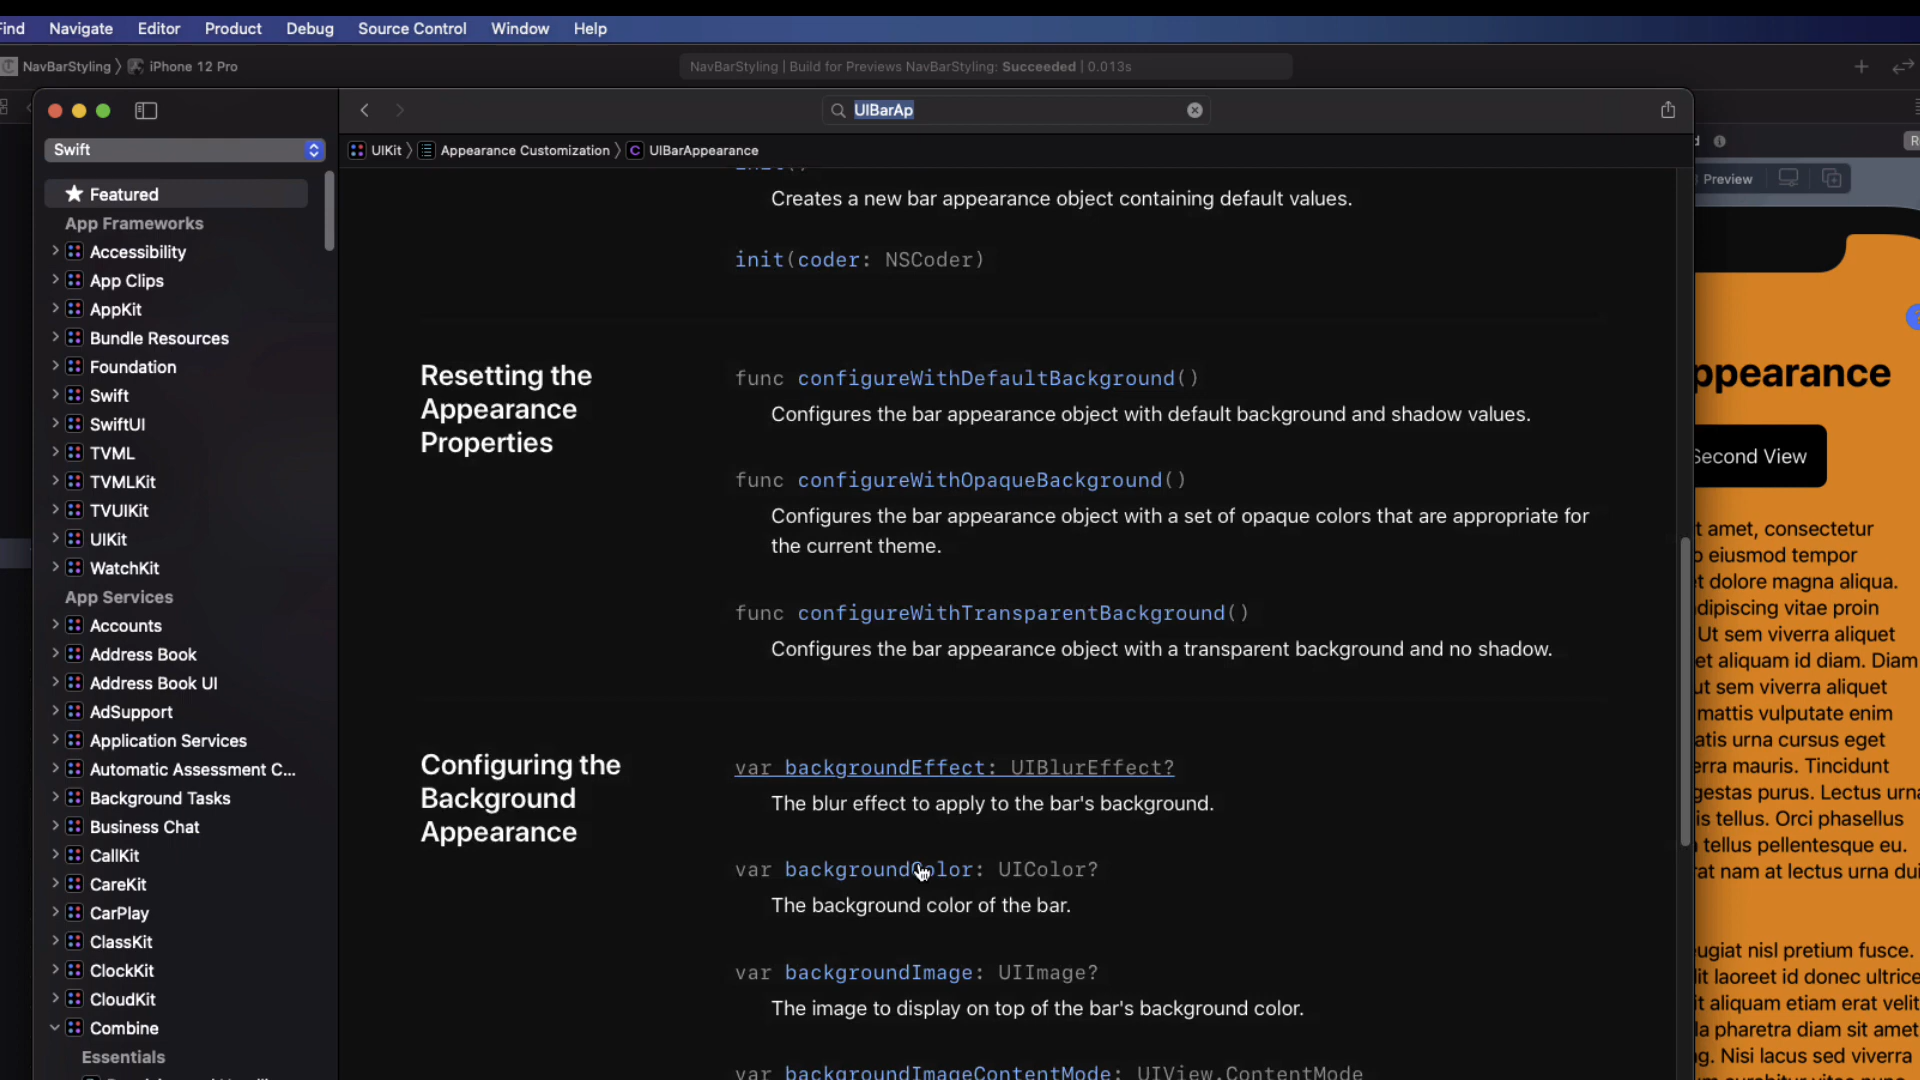 Find Navigate Editor Product Debug Source Control Window Help
NavBarStyling 〉 iPhone 12 Pro
NavBarStyling | Build for Previews NavBarStyling: Succeeded | 0.013s
UIBarAp
Swift
UIKit 〉 Appearance Customization 〉 C UIBarAppearance
Preview
Featured
App Frameworks
Accessibility
App Clips
AppKit
Bundle Resources
Foundation
Swift
SwiftUI
TVML
TVMLKit
TVUIKit
UIKit
WatchKit
App Services
Accounts
Address Book
Address Book UI
AdSupport
Application Services
Automatic Assessment C...
Background Tasks
Business Chat
CallKit
CareKit
CarPlay
ClassKit
ClockKit
CloudKit
Combine
Essentials
init()
Creates a new bar appearance object containing default values.
init(coder: NSCoder)
Resetting the
Appearance
Properties
func configureWithDefaultBackground()
Configures the bar appearance object with default background and shadow values.
func configureWithOpaqueBackground()
Configures the bar appearance object with a set of opaque colors that are appropriate for
the current theme.
func configureWithTransparentBackground()
Configures the bar appearance object with a transparent background and no shadow.
Configuring the
Background
Appearance
var backgroundEffect: UIBlurEffect?
The blur effect to apply to the bar's background.
var backgroundColor: UIColor?
The background color of the bar.
var backgroundImage: UIImage?
The image to display on top of the bar's background color.
var backgroundImageContentMode: UIView.ContentMode
ppearance
Second View
t amet, consectetur
o eiusmod tempor
et dolore magna aliqua.
dipiscing vitae proin
Ut sem viverra aliquet
et aliquam id diam. Diam
ut sem viverra aliquet
mattis vulputate enim
atis urna cursus eget
erra mauris. Tincidunt
gestas purus. Lectus urna
is tellus. Orci phasellus
tellus pellentesque eu.
rat nam at lectus urna dui
eugiat nisl pretium fusce.
lit laoreet id donec ultrice
it aliquam etiam erat velit
la pharetra diam sit amet
ng. Nisi lacus sed viverra